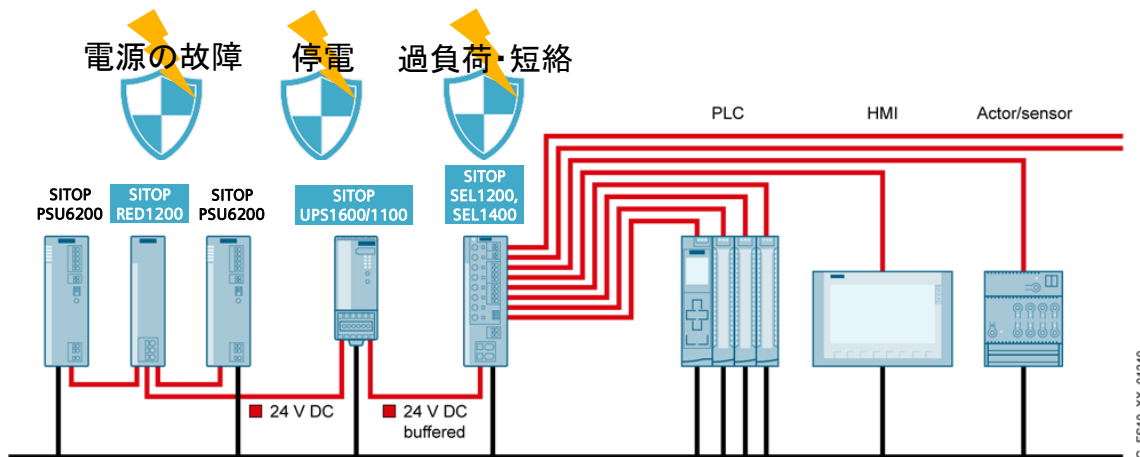 電源の故障
停電
過負荷・短絡
PLC
HMI
Actor/sensor
SITOP
PSU6200
SITOP
RED1200
SITOP
PSU6200
SITOP
UPS1600/1100
SITOP
SEL1200,
SEL1400
24 V DC
24 V DC
buffered